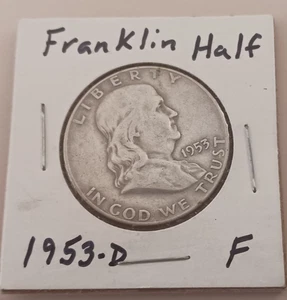 Franklin Half
LIBERTY
1953
IN GOD WE TRUST
1953-D F